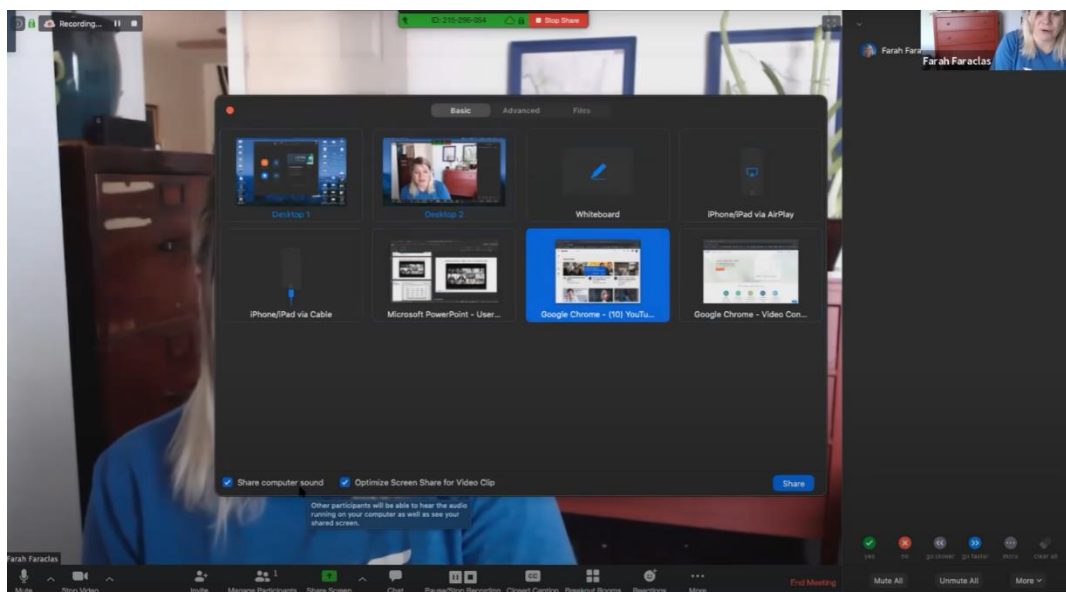 Recording...
ID: 215-296-054
Stop Share
Farah Fara
Farah Faraclas
Basic
Advanced
Files
Desktop 1
Desktop 2
Whiteboard
iPhone/iPad via AirPlay
iPhone/iPad via Cable
Microsoft PowerPoint - User...
Google Chrome - (10) YouTu...
Google Chrome - Video Con...
Share computer sound
Optimize Screen Share for Video Clip
Share
Other participants will be able to hear the audio
running on your computer as well as see your
shared screen.
Farah Faraclas
yes
no
go slower
go faster
more
clear all
Mute
Stop Video
Invite
1
Manage Participants
Share Screen
Chat
Pause/Stop Recording
CC
Closed Caption
Breakout Rooms
Reactions
More
End Meeting
Mute All
Unmute All
More